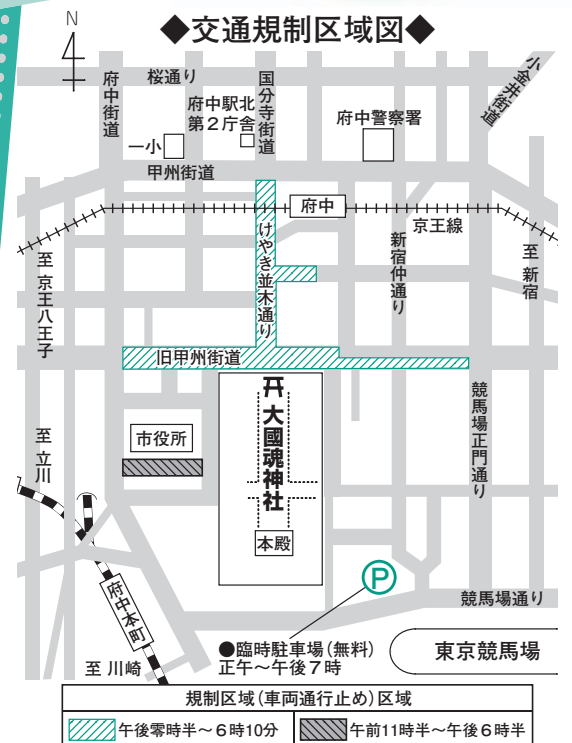 ◆交通規制区域図◆
N
府中街道
桜通り
国分寺街道
小金井街道
府中駅北
第2庁舎
府中警察署
一小
甲州街道
府中
京王線
けやき並木通り
新宿仲通り
至 新宿
至 京王八王子
旧甲州街道
大國魂神社
競馬場正門通り
市役所
至 立川
本殿
P
府中本町
競馬場通り
●臨時駐車場(無料)
正午～午後7時
東京競馬場
至 川崎
規制区域(車両通行止め)区域
午後零時半～6時10分
午前11時半～午後6時半